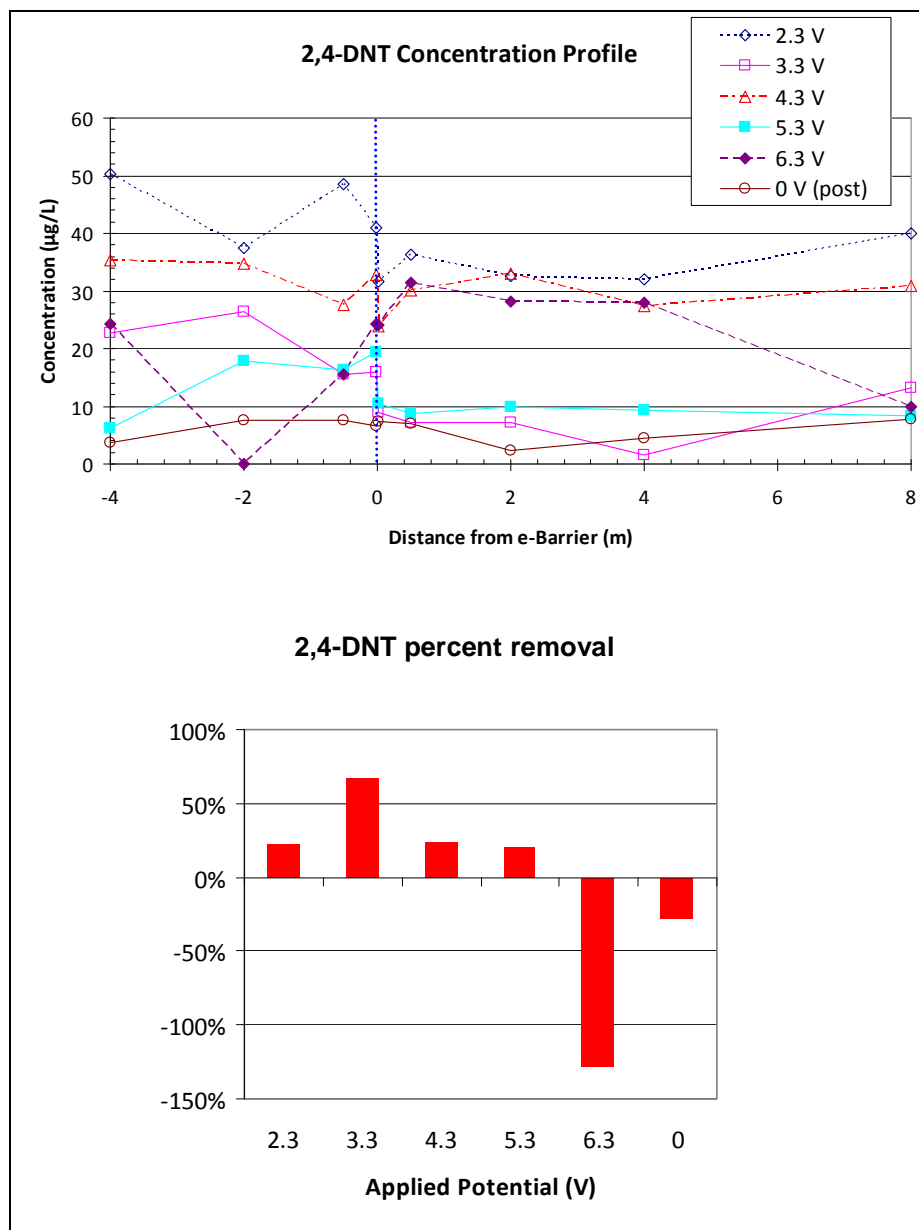 2,4-DNT Concentration Profile
2.3 V
3.3 V
4.3 V
5.3 V
6.3 V
0 V (post)
60
50
40
30
20
10
0
Concentration (µg/L)
-4 -2 0 2 4 6 8
Distance from e-Barrier (m)
2,4-DNT percent removal
100%
50%
0%
-50%
-100%
-150%
2.3 3.3 4.3 5.3 6.3 0
Applied Potential (V)